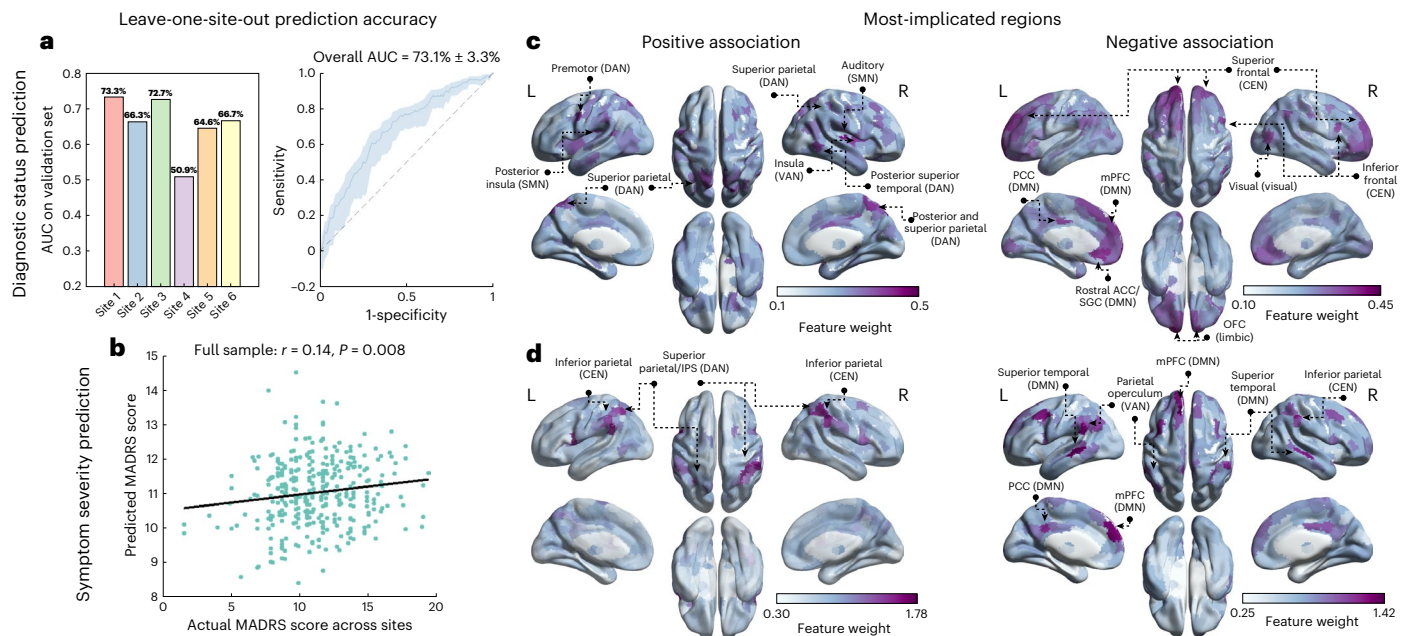 Leave-one-site-out prediction accuracy
Most-implicated regions
a
Diagnostic status prediction
AUC on validation set
0.8
0.7
0.6
0.5
0.2
0.3
0.2
73.3%
66.3%
72.7%
50.9%
64.6%
66.7%
Site 1
Site 2
Site 3
Site 4
Site 5
Site 6
Overall AUC = 73.1% ± 3.3%
Sensitivity
1.0
0.8
0.6
0.4
0.2
0
–0.2
0
0.5
1
1-specificity
b
Symptom severity prediction
Full sample: r = 0.14, P = 0.008
Predicted MADRS score
15
14
13
12
11
10
9
8
0
5
10
15
20
Actual MADRS score across sites
c
Positive association
L
R
Premotor (DAN)
Superior parietal
(DAN)
Auditory
(SMN)
Posterior
insula (SMN)
Superior parietal
(DAN)
Insula
(VAN)
Posterior superior
temporal (DAN)
Posterior and
superior parietal
(DAN)
0.1
0.5
Feature weight
Negative association
L
R
Superior
frontal
(CEN)
PCC
(DMN)
mPFC
(DMN)
Visual (visual)
Inferior
frontal
(CEN)
Rostral ACC/
SGC (DMN)
OFC
(limbic)
0.10
0.45
Feature weight
d
L
R
Inferior parietal
(CEN)
Superior
parietal/IPS (DAN)
Inferior parietal
(CEN)
0.30
1.78
Feature weight
L
R
Superior temporal
(DMN)
Parietal
operculum
(VAN)
mPFC (DMN)
Superior
temporal
(DMN)
Inferior parietal
(CEN)
PCC (DMN)
mPFC
(DMN)
0.25
1.42
Feature weight